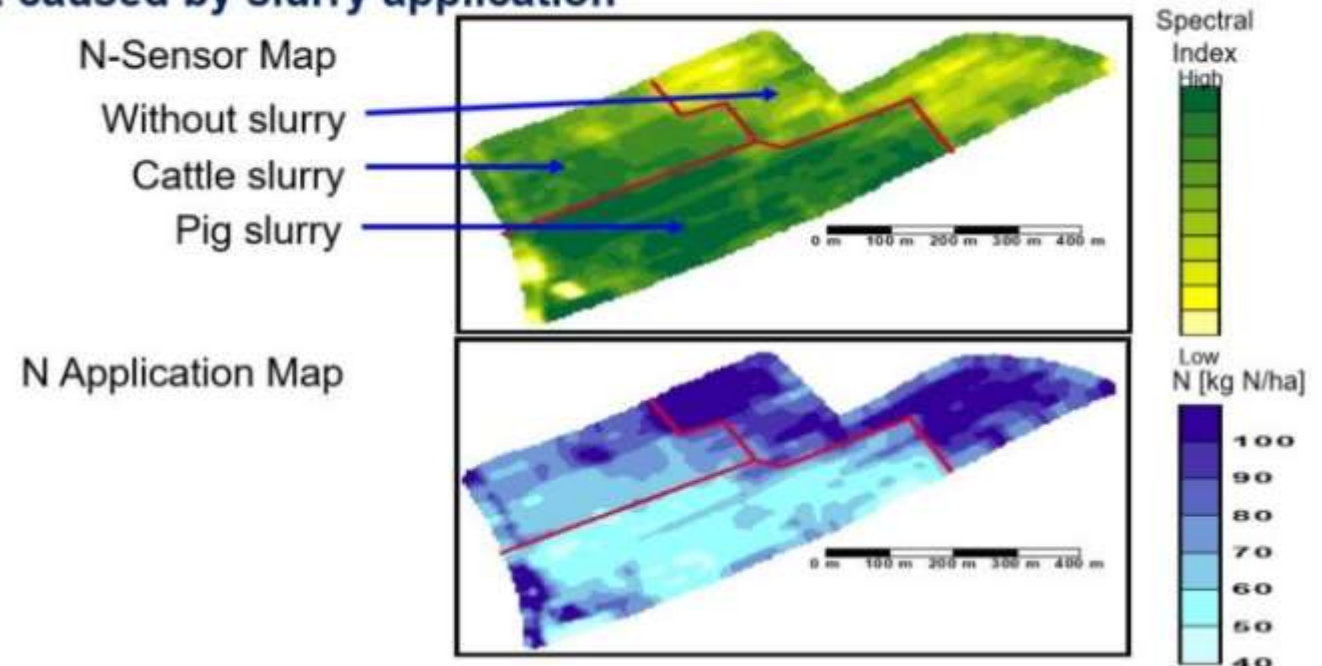 caused by slurry application
N-Sensor Map
Without slurry
Cattle slurry
Pig slurry
0 m 100 m 200 m 300 m 400 m
Spectral
Index
High
Low
N Application Map
0 m 100 m 200 m 300 m 400 m
N [kg N/ha]
100
90
80
70
60
50
40